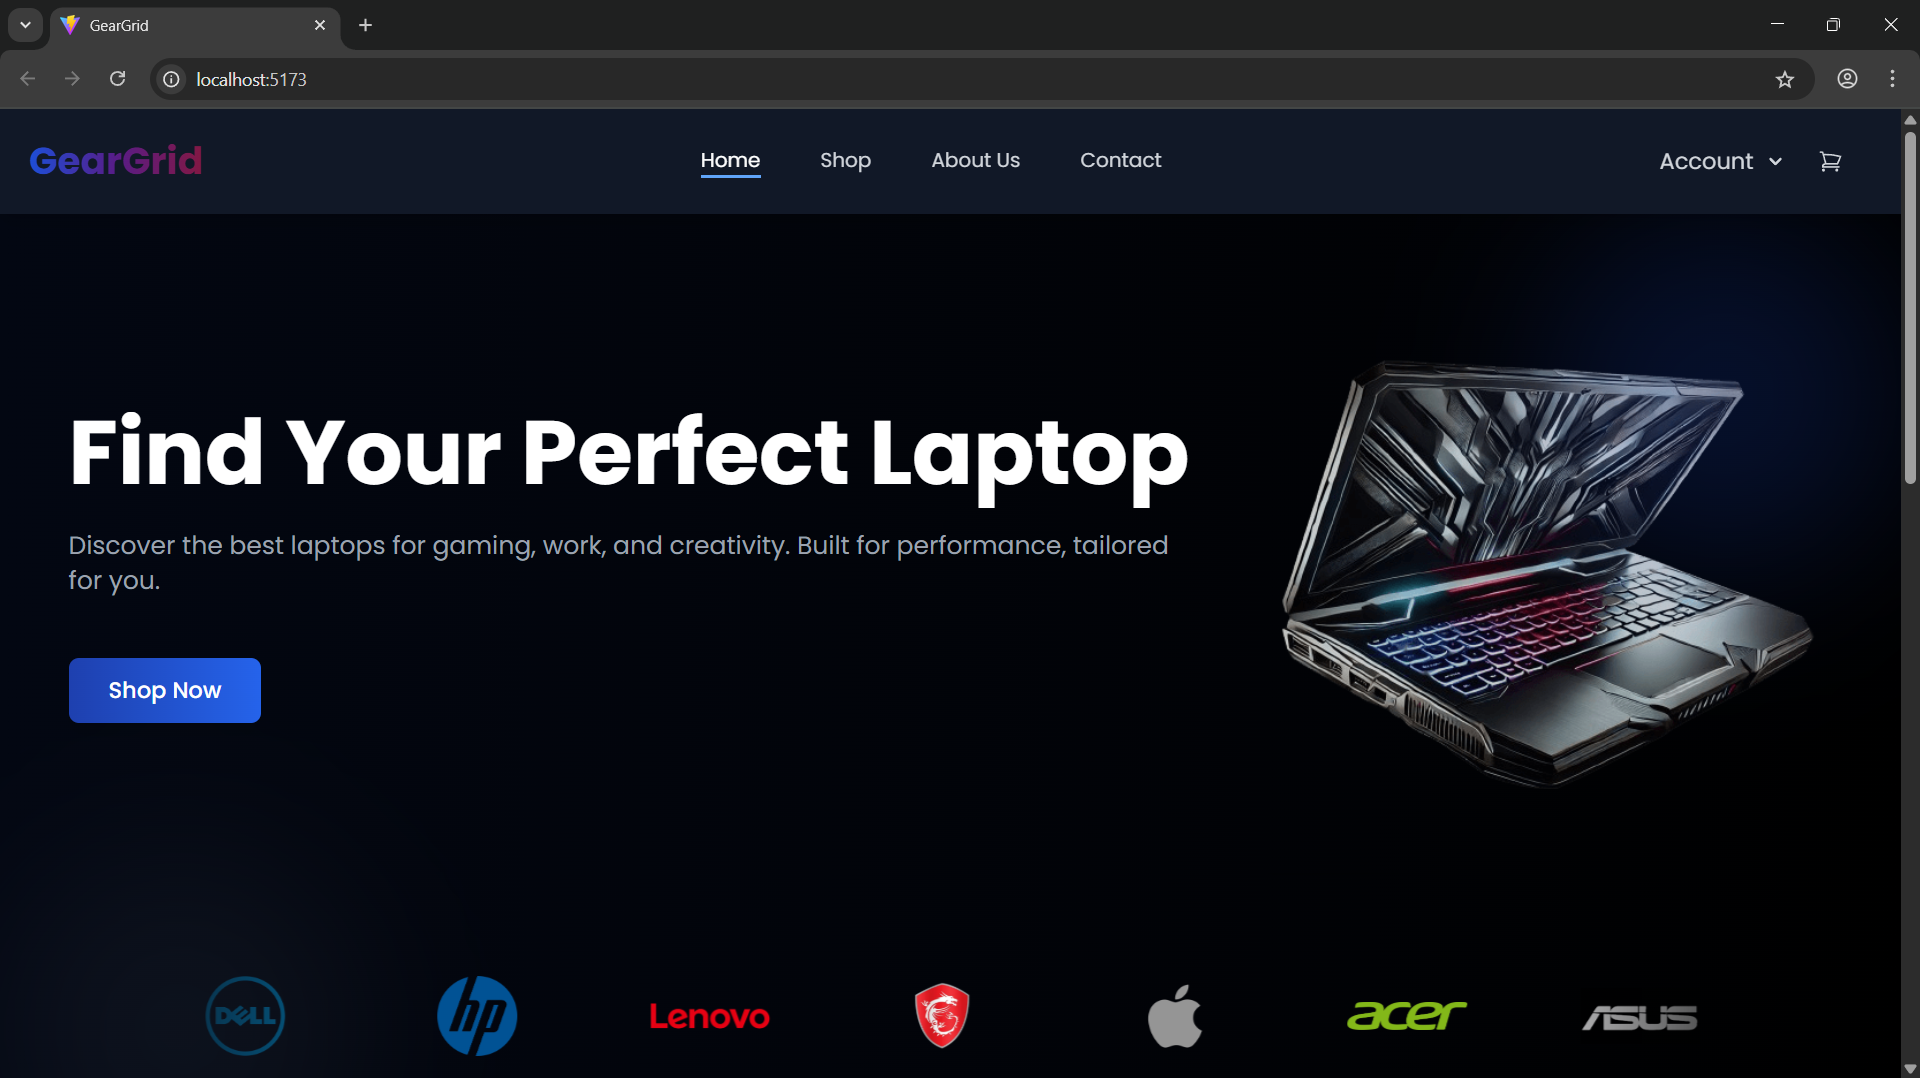 GearGrid
localhost:5173
GearGrid
Home
Shop
About Us
Contact
Account
Find Your Perfect Laptop
Discover the best laptops for gaming, work, and creativity. Built for performance, tailored
for you.
Shop Now
DELL
hp
Lenovo
acer
ASUS